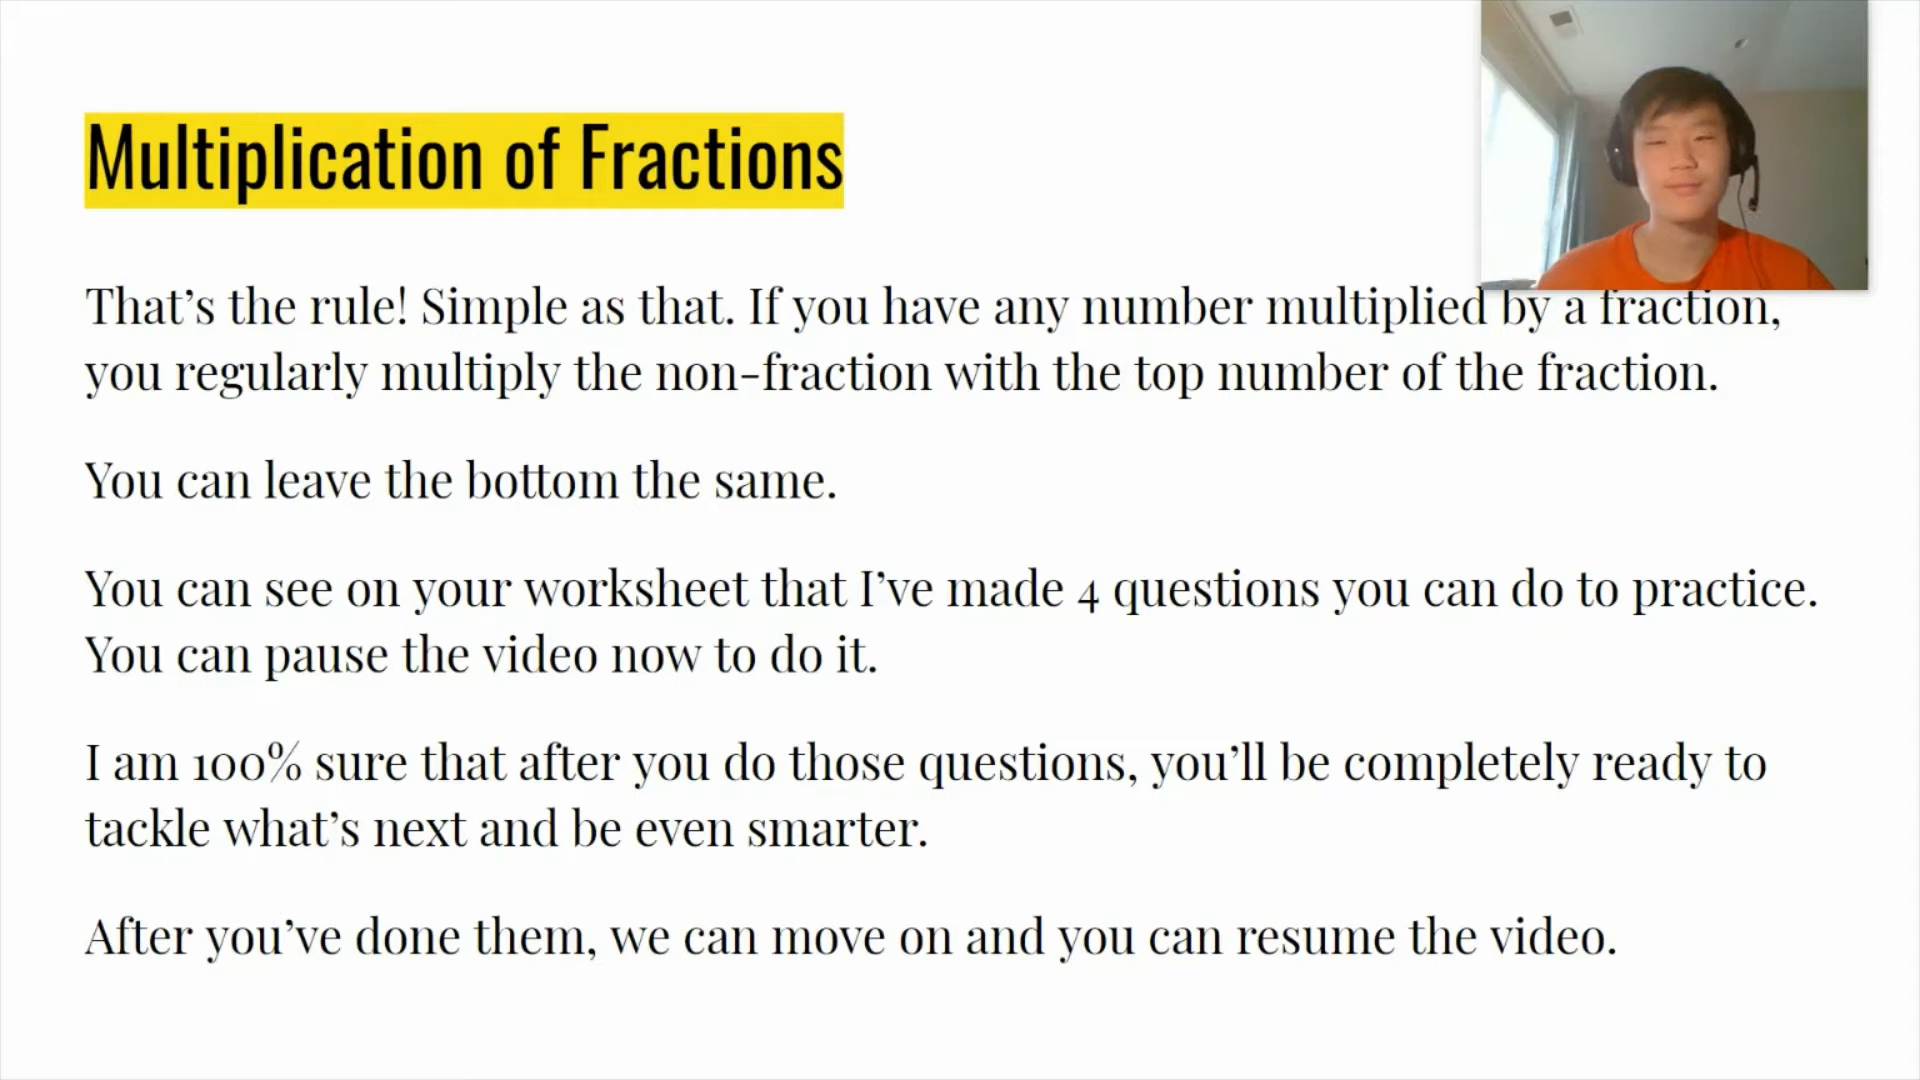 Multiplication of Fractions
That’s the rule! Simple as that. If you have any number multiplied by a fraction,
you regularly multiply the non-fraction with the top number of the fraction.
You can leave the bottom the same.
You can see on your worksheet that I’ve made 4 questions you can do to practice.
You can pause the video now to do it.
I am 100% sure that after you do those questions, you’ll be completely ready to
tackle what’s next and be even smarter.
After you’ve done them, we can move on and you can resume the video.